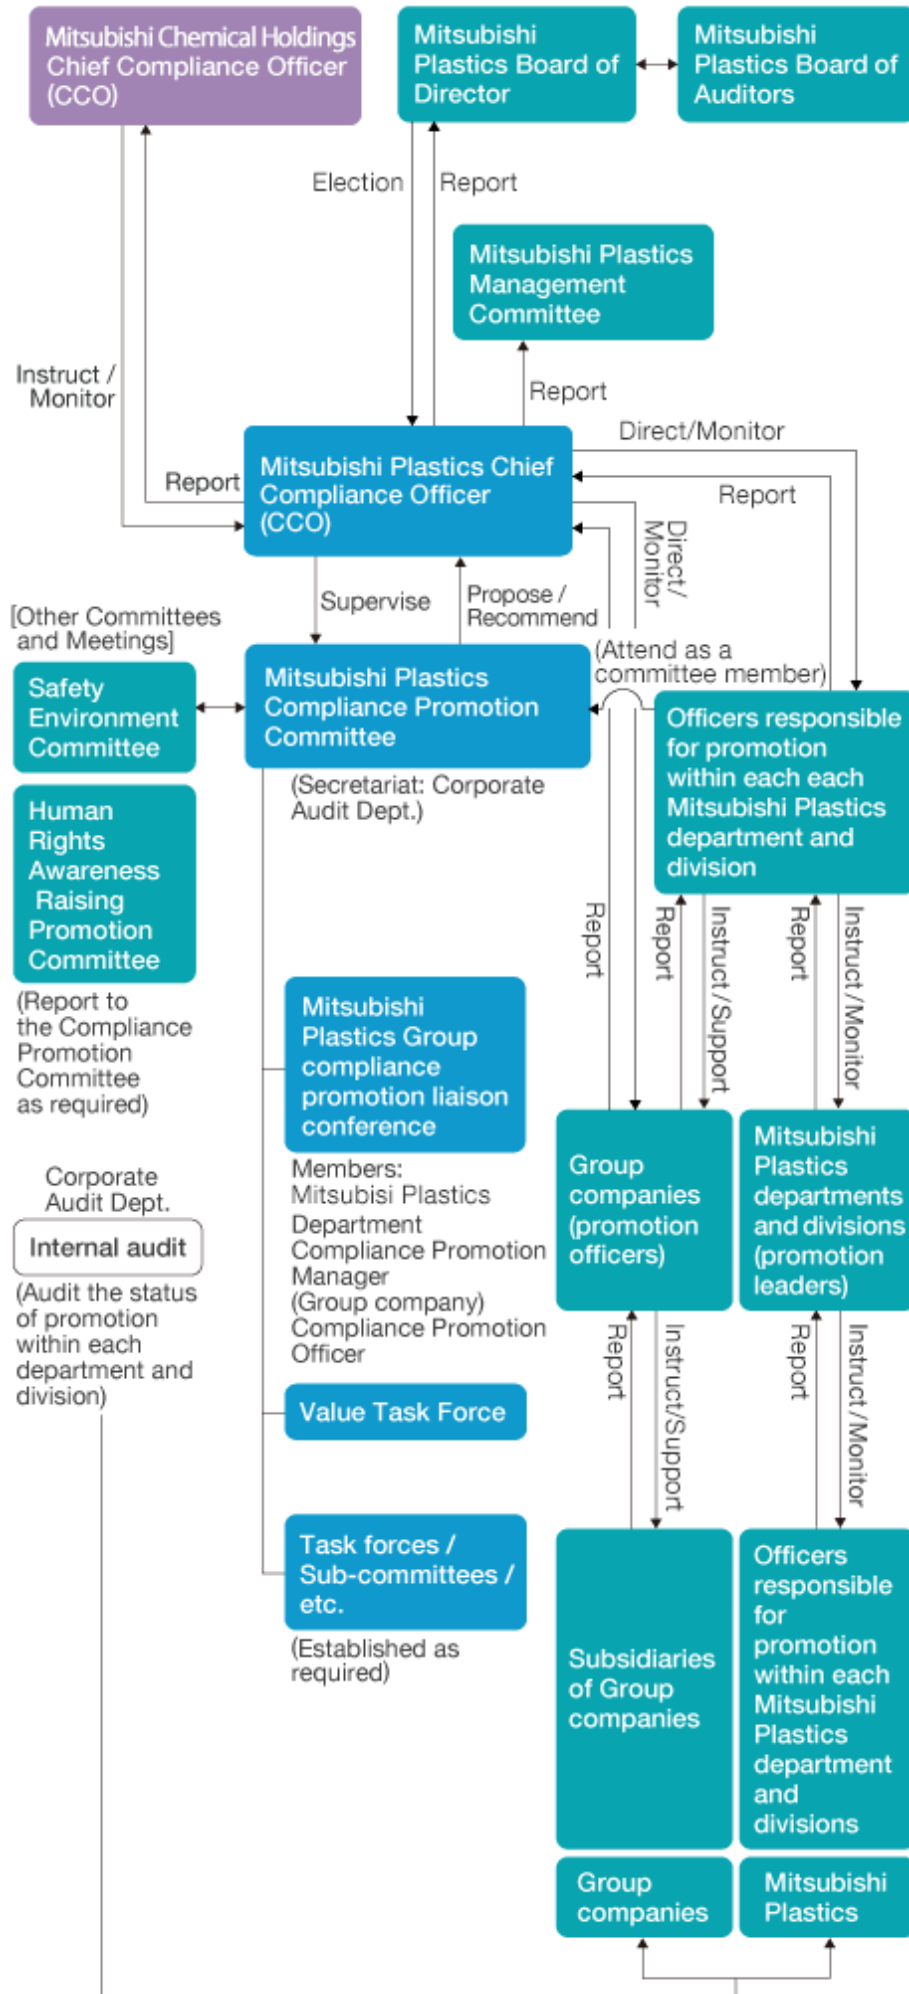 Mitsubishi Chemical Holdings
Chief Compliance Officer
(CCO)
Mitsubishi
Plastics Board of
Director
Mitsubishi
Plastics Board of
Auditors
Election
Report
Mitsubishi Plastics
Management
Committee
Instruct /
Monitor
Report
Direct/Monitor
Report
Mitsubishi Plastics Chief
Compliance Officer
(CCO)
Report
Direct/
Monitor
Supervise
Propose /
Recommend
[Other Committees
and Meetings]
(Attend as a
committee member)
Safety
Environment
Committee
Mitsubishi Plastics
Compliance Promotion
Committee
(Secretariat: Corporate
Audit Dept.)
Officers responsible
for promotion
within each each
Mitsubishi Plastics
department and
division
Human
Rights
Awareness
Raising
Promotion
Committee
(Report to
the Compliance
Promotion
Committee
as required)
Report
Report
Instruct/Support
Report
Instruct/Monitor
Mitsubishi
Plastics Group
compliance
promotion liaison
conference
Members:
Mitsubisi Plastics
Department
Compliance Promotion
Manager
(Group company)
Compliance Promotion
Officer
Group
companies
(promotion
officers)
Mitsubishi
Plastics
departments
and divisions
(promotion
leaders)
Corporate
Audit Dept.
Internal audit
(Audit the status
of promotion
within each
department and
division)
Report
Instruct/Support
Report
Instruct/Monitor
Value Task Force
Task forces /
Sub-committees /
etc.
(Established as
required)
Subsidiaries
of Group
companies
Officers
responsible
for
promotion
within each
Mitsubishi
Plastics
department
and
divisions
Group
companies
Mitsubishi
Plastics